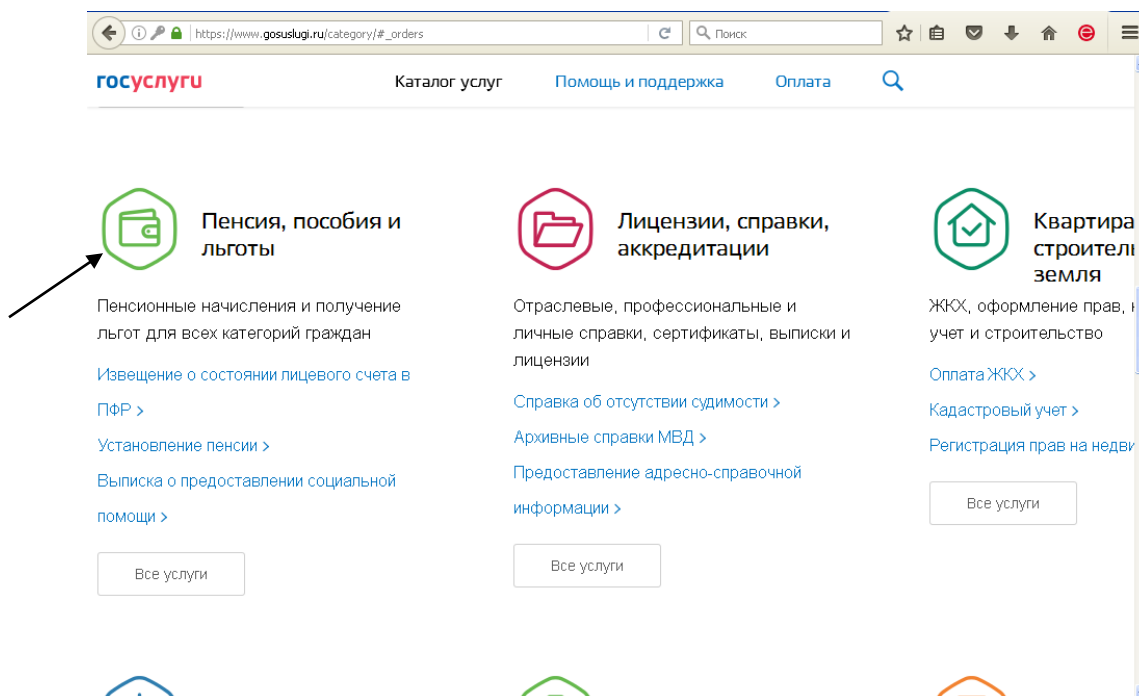 https://www.gosuslugi.ru/category/#_orders
Поиск
госуслуги
Каталог услуг
Помощь и поддержка
Оплата
Пенсия, пособия и
льготы
Пенсионные начисления и получение
льгот для всех категорий граждан
Извещение о состоянии лицевого счета в
ПФР >
Установление пенсии >
Выписка о предоставлении социальной
помощи >
Все услуги
Лицензии, справки,
аккредитации
Отраслевые, профессиональные и
личные справки, сертификаты, выписки и
лицензии
Справка об отсутствии судимости >
Архивные справки МВД >
Предоставление адресно-справочной
информации >
Все услуги
Квартира
строитель
земля
ЖКХ, оформление прав,
учет и строительство
Оплата ЖКХ >
Кадастровый учет >
Регистрация прав на недви
Все услуги